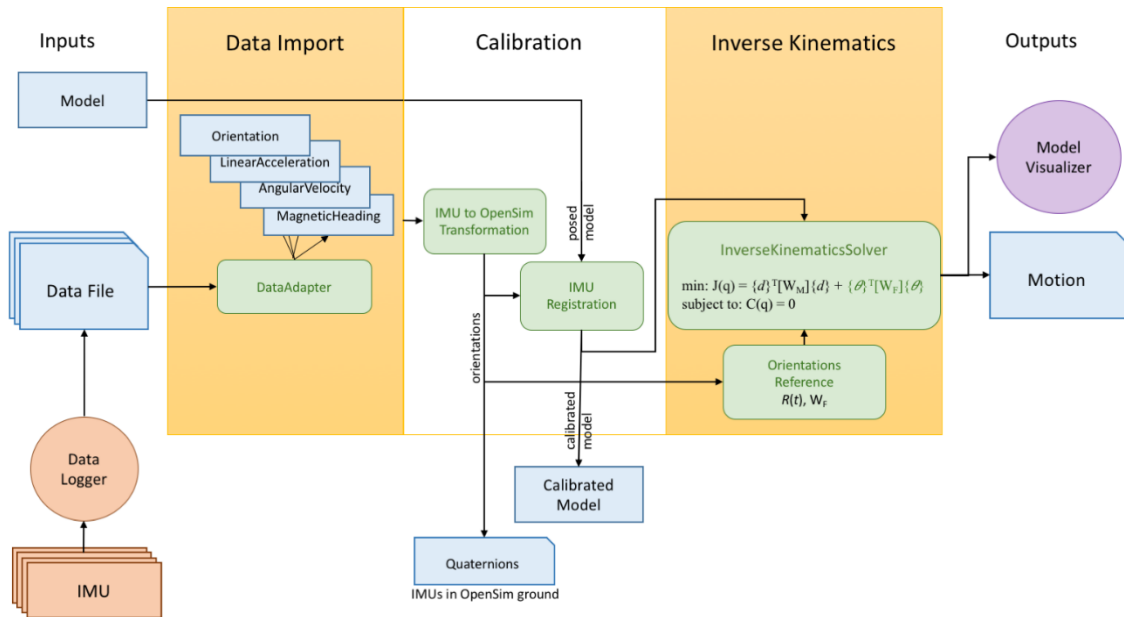 Inputs
Data Import
Calibration
Inverse Kinematics
Outputs
Model
Orientation
LinearAcceleration
AngularVelocity
MagneticHeading
IMU to OpenSim
Transformation
posed
model
Model
Visualizer
InverseKinematicsSolver
min: J(q) = {d}ᵀ[W_M]{d} + {θ}ᵀ[W_F]{θ}
subject to: C(q) = 0
Data File
DataAdapter
IMU
Registration
Motion
orientations
Orientations
Reference
R(t), W_F
calibrated
model
Data
Logger
Calibrated
Model
IMU
Quaternions
IMUs in OpenSim ground